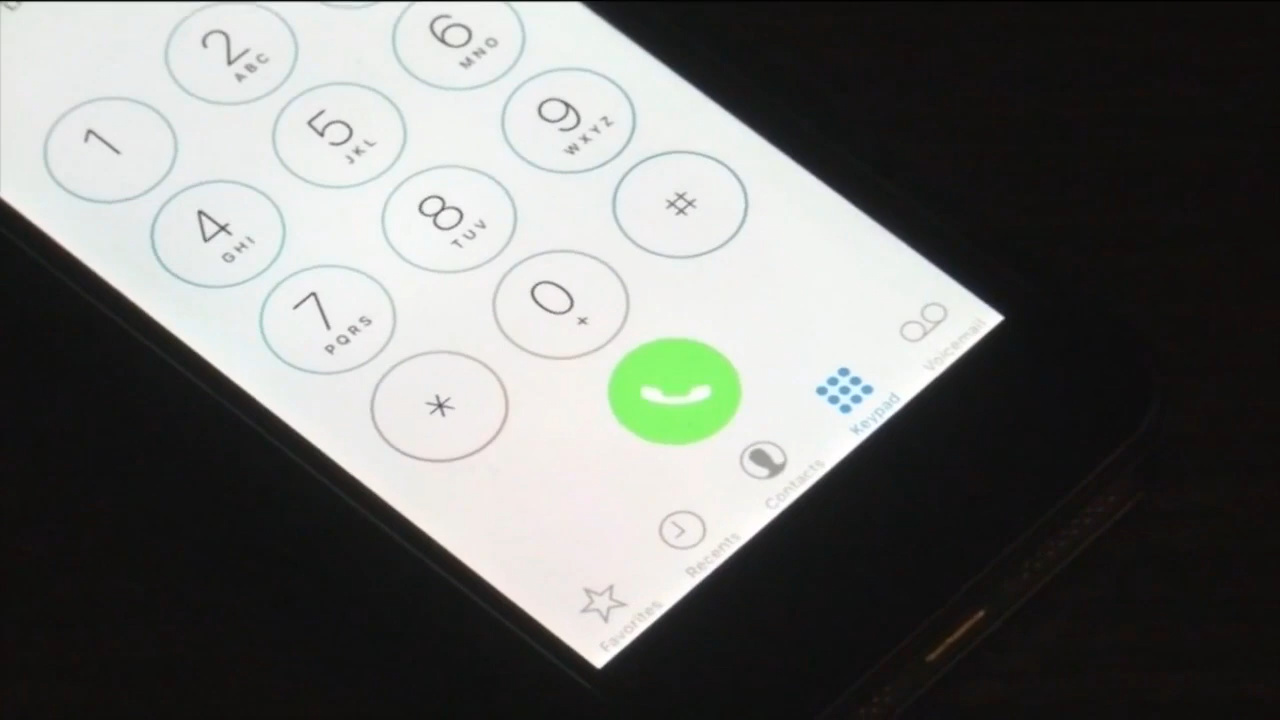 1
2
ABC
4
GHI
5
JKL
6
MNO
7
PQRS
8
TUV
9
WXYZ
*
0
+
#
Favorites
Recents
Contacts
Keypad
Voicemail